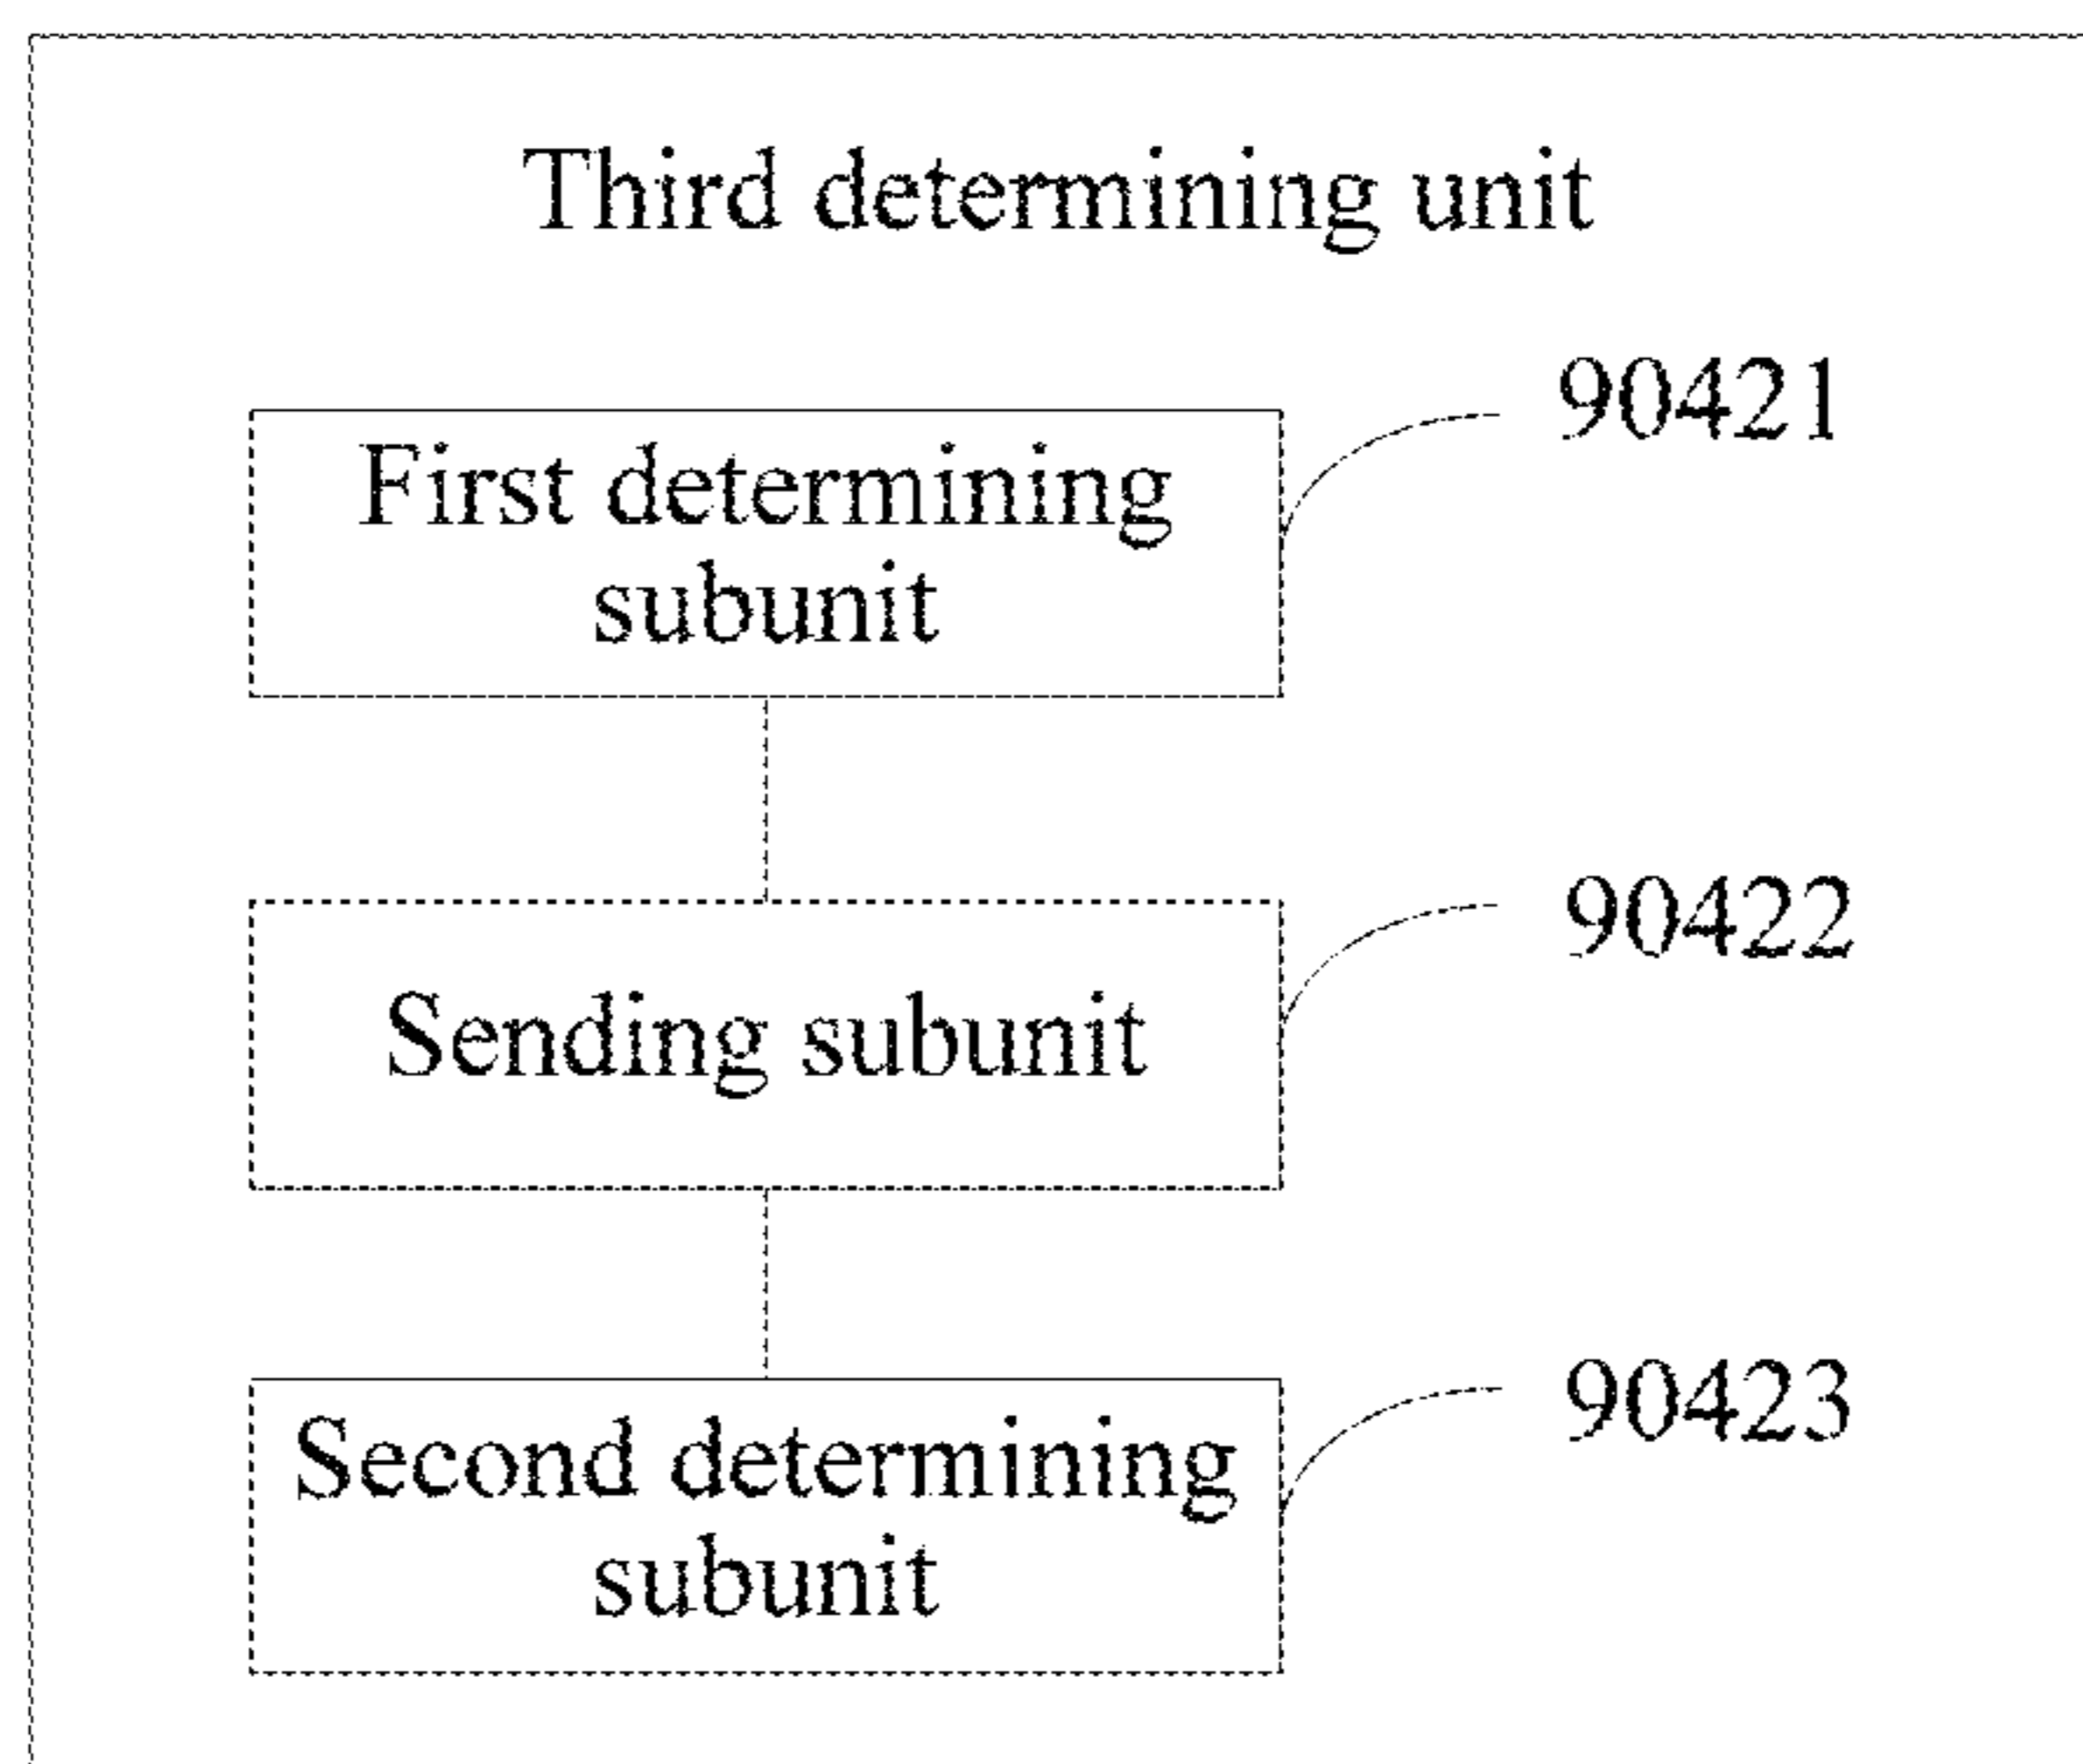 Third determining unit
90421
First determining
subunit
90422
Sending subunit
90423
Second determining
subunit